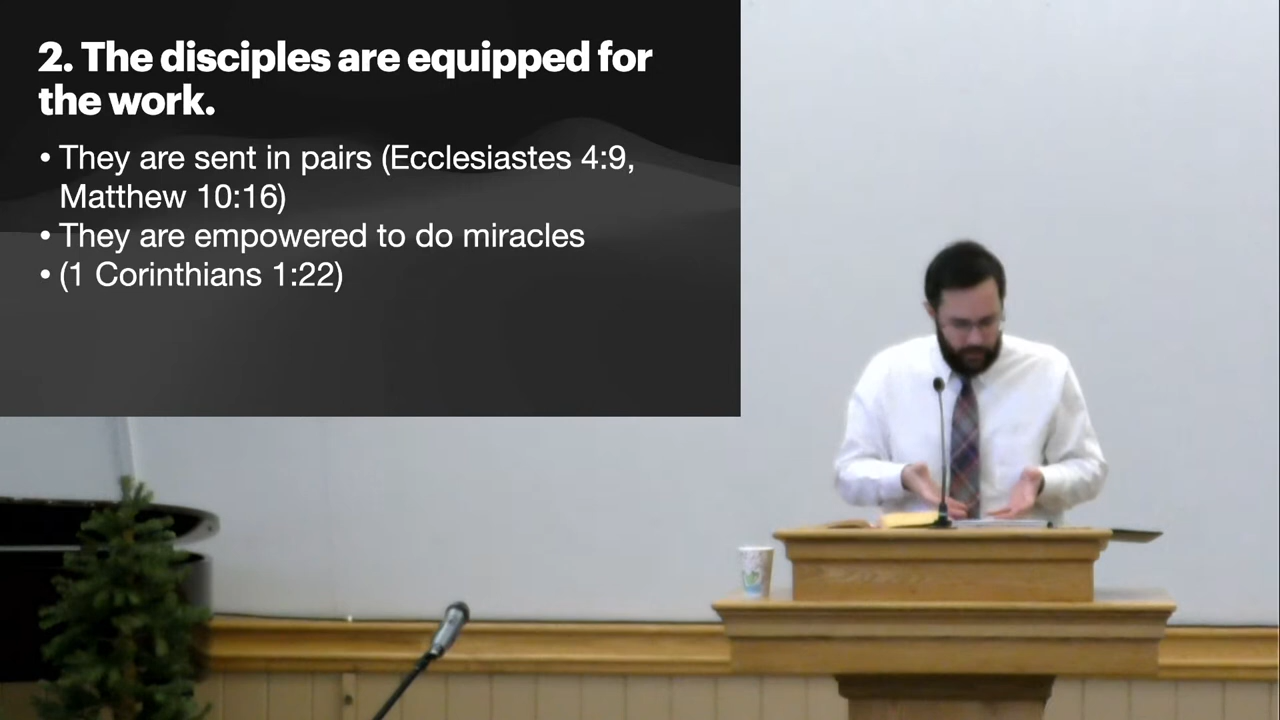 2. The disciples are equipped for
the work.
• They are sent in pairs (Ecclesiastes 4:9,
Matthew 10:16)
• They are empowered to do miracles
• (1 Corinthians 1:22)